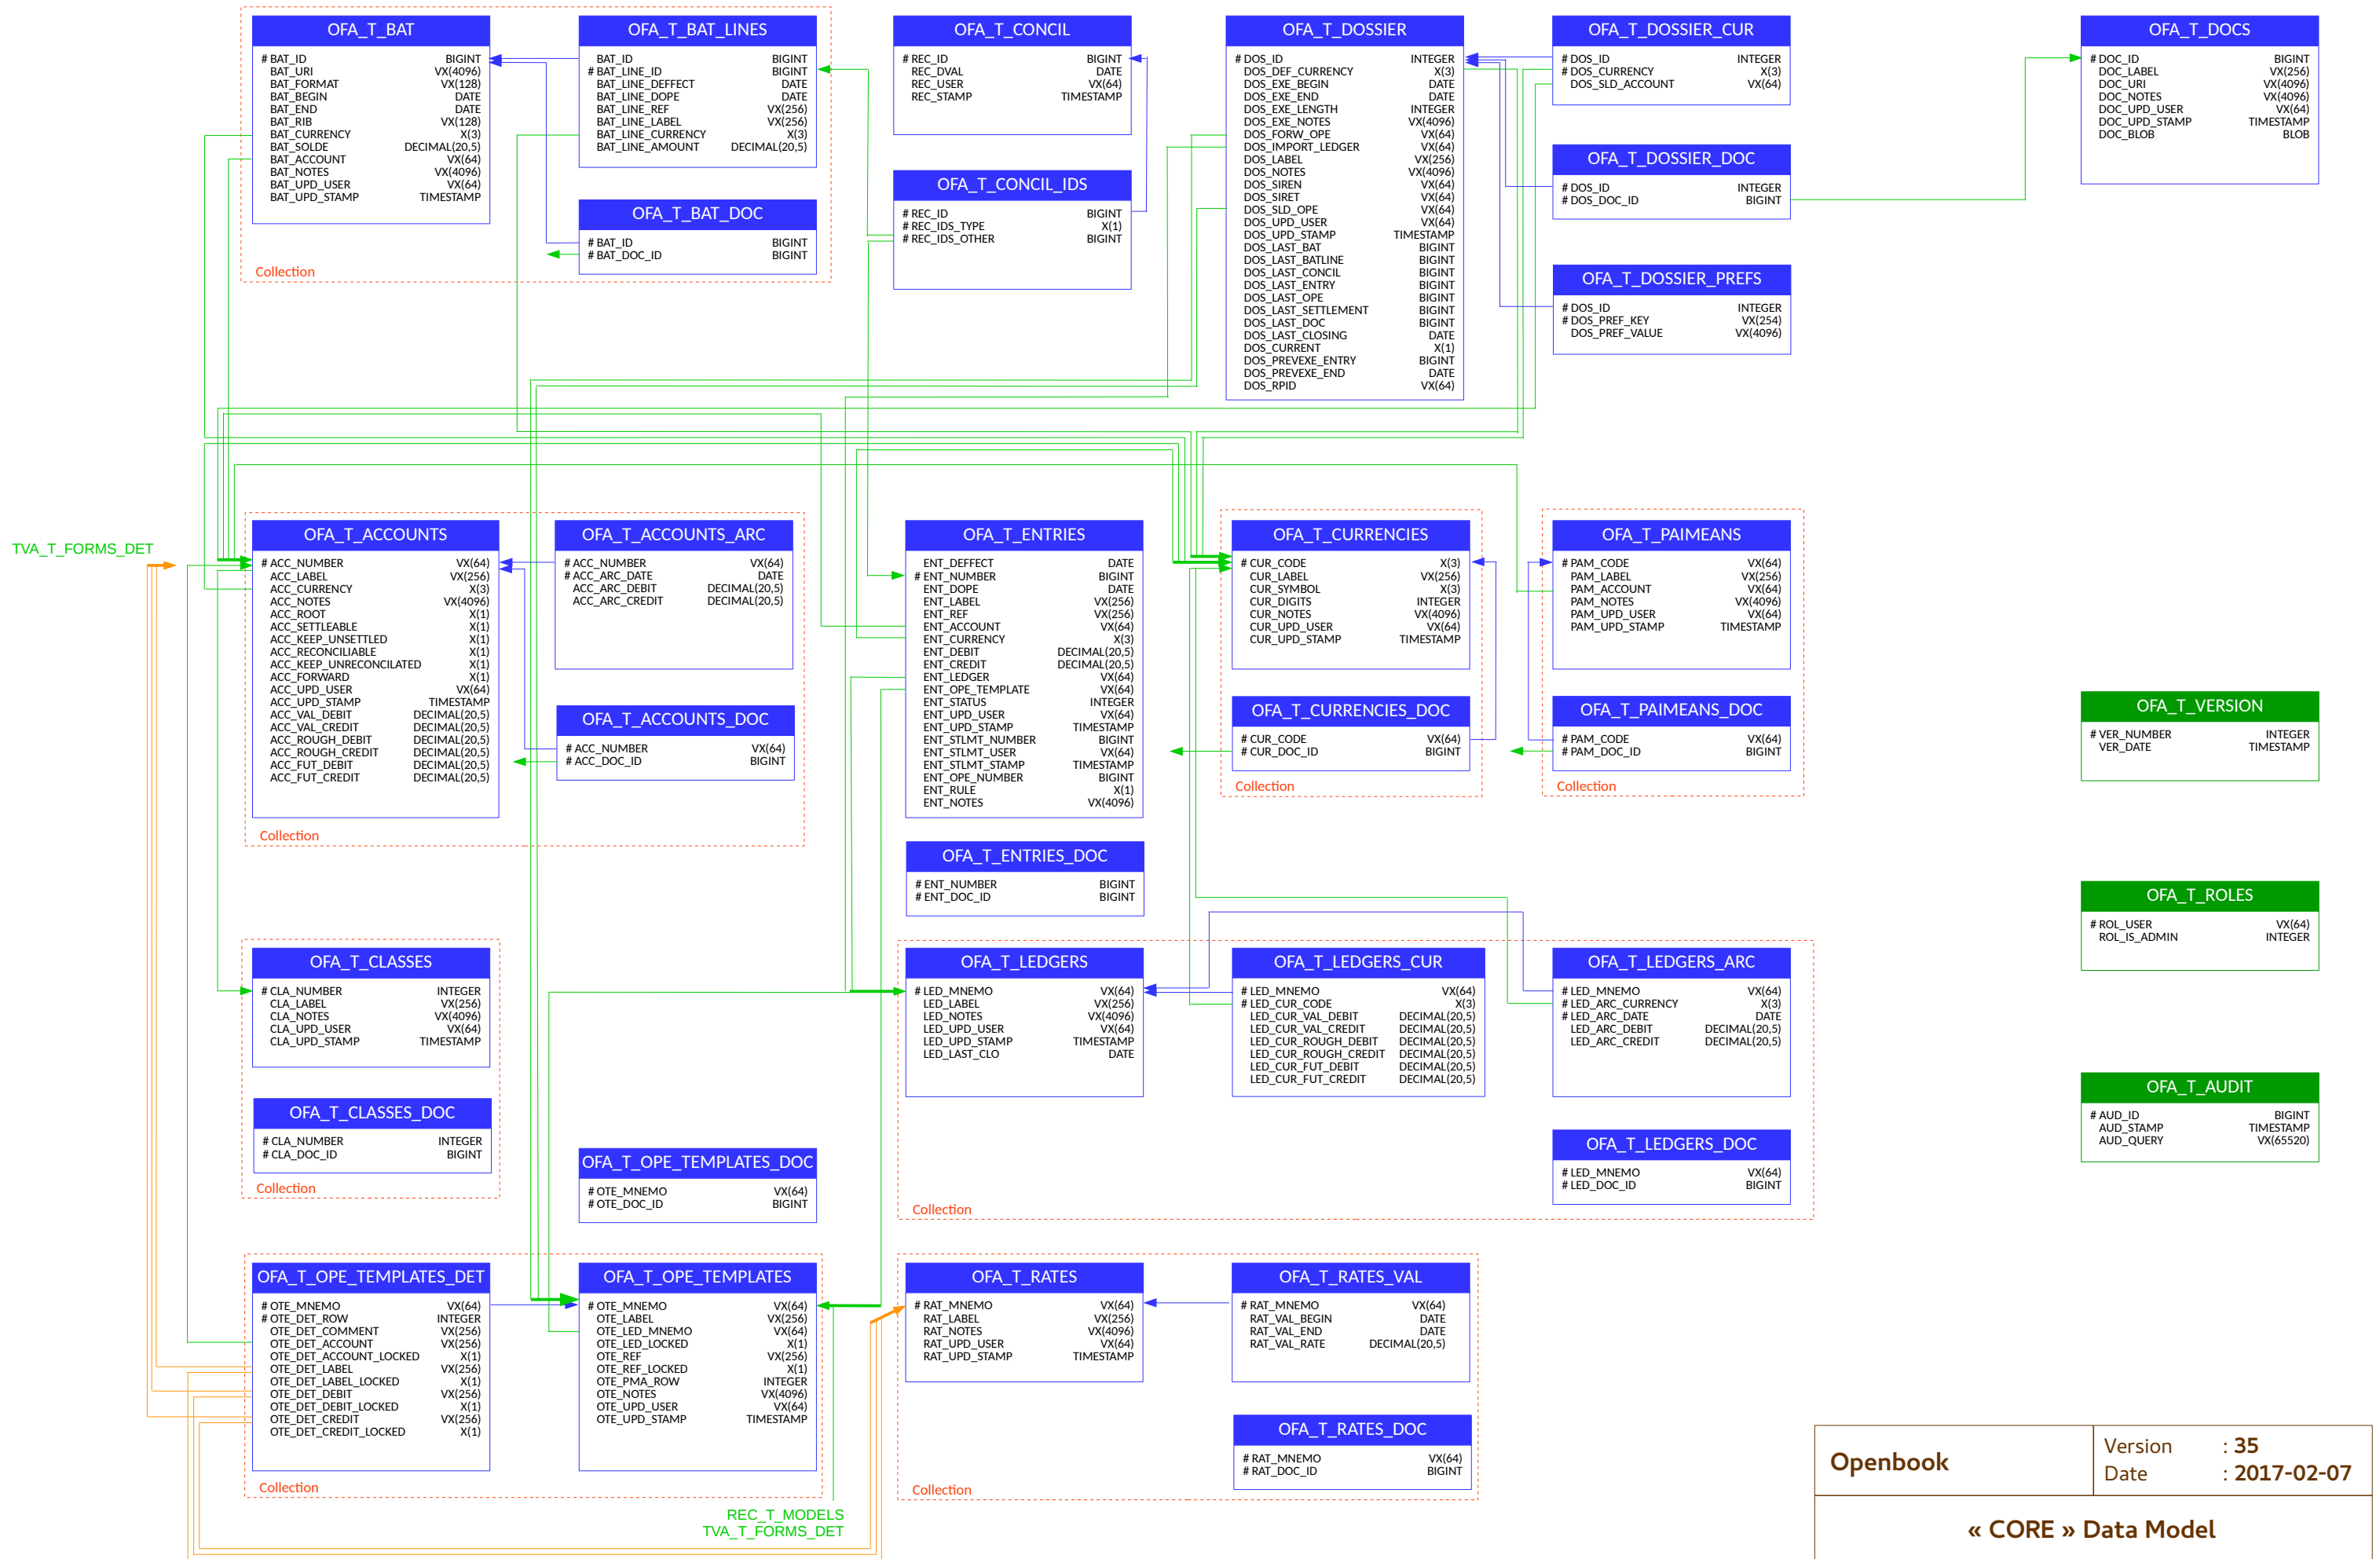 OFA_T_BAT
# BAT_ID BIGINT
BAT_URI VX(4096)
BAT_FORMAT VX(128)
BAT_BEGIN DATE
BAT_END DATE
BAT_RIB VX(128)
BAT_CURRENCY X(3)
BAT_SOLDE DECIMAL(20,5)
BAT_ACCOUNT VX(64)
BAT_NOTES VX(4096)
BAT_UPD_USER VX(64)
BAT_UPD_STAMP TIMESTAMP
OFA_T_BAT_LINES
BAT_ID BIGINT
# BAT_LINE_ID BIGINT
BAT_LINE_DEFFECT DATE
BAT_LINE_DOPE DATE
BAT_LINE_REF VX(256)
BAT_LINE_LABEL VX(256)
BAT_LINE_CURRENCY X(3)
BAT_LINE_AMOUNT DECIMAL(20,5)
OFA_T_BAT_DOC
# BAT_ID BIGINT
# BAT_DOC_ID BIGINT
Collection
OFA_T_CONCIL
# REC_ID BIGINT
REC_DVAL DATE
REC_USER VX(64)
REC_STAMP TIMESTAMP
OFA_T_CONCIL_IDS
# REC_ID BIGINT
# REC_IDS_TYPE X(1)
# REC_IDS_OTHER BIGINT
OFA_T_DOSSIER
# DOS_ID INTEGER
DOS_DEF_CURRENCY X(3)
DOS_EXE_BEGIN DATE
DOS_EXE_END DATE
DOS_EXE_LENGTH INTEGER
DOS_EXE_NOTES VX(4096)
DOS_FORW_OPE VX(64)
DOS_IMPORT_LEDGER VX(64)
DOS_LABEL VX(256)
DOS_NOTES VX(4096)
DOS_SIREN VX(64)
DOS_SIRET VX(64)
DOS_SLD_OPE VX(64)
DOS_UPD_USER VX(64)
DOS_UPD_STAMP TIMESTAMP
DOS_LAST_BAT BIGINT
DOS_LAST_BATLINE BIGINT
DOS_LAST_CONCIL BIGINT
DOS_LAST_ENTRY BIGINT
DOS_LAST_OPE BIGINT
DOS_LAST_SETTLEMENT BIGINT
DOS_LAST_DOC BIGINT
DOS_LAST_CLOSING DATE
DOS_CURRENT X(1)
DOS_PREVEXE_ENTRY BIGINT
DOS_PREVEXE_END DATE
DOS_RPID VX(64)
OFA_T_DOSSIER_CUR
# DOS_ID INTEGER
# DOS_CURRENCY X(3)
DOS_SLD_ACCOUNT VX(64)
OFA_T_DOSSIER_DOC
# DOS_ID INTEGER
# DOS_DOC_ID BIGINT
OFA_T_DOSSIER_PREFS
# DOS_ID INTEGER
# DOS_PREF_KEY VX(254)
DOS_PREF_VALUE VX(4096)
OFA_T_DOCS
# DOC_ID BIGINT
DOC_LABEL VX(256)
DOC_URI VX(4096)
DOC_NOTES VX(4096)
DOC_UPD_USER VX(64)
DOC_UPD_STAMP TIMESTAMP
DOC_BLOB BLOB
TVA_T_FORMS_DET
OFA_T_ACCOUNTS
# ACC_NUMBER VX(64)
ACC_LABEL VX(256)
ACC_CURRENCY X(3)
ACC_NOTES VX(4096)
ACC_ROOT X(1)
ACC_SETTLEABLE X(1)
ACC_KEEP_UNSETTLED X(1)
ACC_RECONCILIABLE X(1)
ACC_KEEP_UNRECONCILATED X(1)
ACC_FORWARD X(1)
ACC_UPD_USER VX(64)
ACC_UPD_STAMP TIMESTAMP
ACC_VAL_DEBIT DECIMAL(20,5)
ACC_VAL_CREDIT DECIMAL(20,5)
ACC_ROUGH_DEBIT DECIMAL(20,5)
ACC_ROUGH_CREDIT DECIMAL(20,5)
ACC_FUT_DEBIT DECIMAL(20,5)
ACC_FUT_CREDIT DECIMAL(20,5)
OFA_T_ACCOUNTS_ARC
# ACC_NUMBER VX(64)
# ACC_ARC_DATE DATE
ACC_ARC_DEBIT DECIMAL(20,5)
ACC_ARC_CREDIT DECIMAL(20,5)
OFA_T_ACCOUNTS_DOC
# ACC_NUMBER VX(64)
# ACC_DOC_ID BIGINT
Collection
OFA_T_ENTRIES
ENT_DEFFECT DATE
# ENT_NUMBER BIGINT
ENT_DOPE DATE
ENT_LABEL VX(256)
ENT_REF VX(256)
ENT_ACCOUNT VX(64)
ENT_CURRENCY X(3)
ENT_DEBIT DECIMAL(20,5)
ENT_CREDIT DECIMAL(20,5)
ENT_LEDGER VX(64)
ENT_OPE_TEMPLATE VX(64)
ENT_STATUS INTEGER
ENT_UPD_USER VX(64)
ENT_UPD_STAMP TIMESTAMP
ENT_STLMT_NUMBER BIGINT
ENT_STLMT_USER VX(64)
ENT_STLMT_STAMP TIMESTAMP
ENT_OPE_NUMBER BIGINT
ENT_RULE X(1)
ENT_NOTES VX(4096)
OFA_T_ENTRIES_DOC
# ENT_NUMBER BIGINT
# ENT_DOC_ID BIGINT
OFA_T_CURRENCIES
# CUR_CODE X(3)
CUR_LABEL VX(256)
CUR_SYMBOL X(3)
CUR_DIGITS INTEGER
CUR_NOTES VX(4096)
CUR_UPD_USER VX(64)
CUR_UPD_STAMP TIMESTAMP
OFA_T_CURRENCIES_DOC
# CUR_CODE VX(64)
# CUR_DOC_ID BIGINT
Collection
OFA_T_PAIMEANS
# PAM_CODE VX(64)
PAM_LABEL VX(256)
PAM_ACCOUNT VX(64)
PAM_NOTES VX(4096)
PAM_UPD_USER VX(64)
PAM_UPD_STAMP TIMESTAMP
OFA_T_PAIMEANS_DOC
# PAM_CODE VX(64)
# PAM_DOC_ID BIGINT
Collection
OFA_T_VERSION
# VER_NUMBER INTEGER
VER_DATE TIMESTAMP
OFA_T_ROLES
# ROL_USER VX(64)
ROL_IS_ADMIN INTEGER
OFA_T_AUDIT
# AUD_ID BIGINT
AUD_STAMP TIMESTAMP
AUD_QUERY VX(65520)
OFA_T_CLASSES
# CLA_NUMBER INTEGER
CLA_LABEL VX(256)
CLA_NOTES VX(4096)
CLA_UPD_USER VX(64)
CLA_UPD_STAMP TIMESTAMP
OFA_T_CLASSES_DOC
# CLA_NUMBER INTEGER
# CLA_DOC_ID BIGINT
Collection
OFA_T_OPE_TEMPLATES_DOC
# OTE_MNEMO VX(64)
# OTE_DOC_ID BIGINT
OFA_T_LEDGERS
# LED_MNEMO VX(64)
LED_LABEL VX(256)
LED_NOTES VX(4096)
LED_UPD_USER VX(64)
LED_UPD_STAMP TIMESTAMP
LED_LAST_CLO DATE
OFA_T_LEDGERS_CUR
# LED_MNEMO VX(64)
# LED_CUR_CODE X(3)
LED_CUR_VAL_DEBIT DECIMAL(20,5)
LED_CUR_VAL_CREDIT DECIMAL(20,5)
LED_CUR_ROUGH_DEBIT DECIMAL(20,5)
LED_CUR_ROUGH_CREDIT DECIMAL(20,5)
LED_CUR_FUT_DEBIT DECIMAL(20,5)
LED_CUR_FUT_CREDIT DECIMAL(20,5)
OFA_T_LEDGERS_ARC
# LED_MNEMO VX(64)
# LED_ARC_CURRENCY X(3)
# LED_ARC_DATE DATE
LED_ARC_DEBIT DECIMAL(20,5)
LED_ARC_CREDIT DECIMAL(20,5)
OFA_T_LEDGERS_DOC
# LED_MNEMO VX(64)
# LED_DOC_ID BIGINT
Collection
OFA_T_OPE_TEMPLATES_DET
# OTE_MNEMO VX(64)
# OTE_DET_ROW INTEGER
OTE_DET_COMMENT VX(256)
OTE_DET_ACCOUNT VX(256)
OTE_DET_ACCOUNT_LOCKED X(1)
OTE_DET_LABEL VX(256)
OTE_DET_LABEL_LOCKED X(1)
OTE_DET_DEBIT VX(256)
OTE_DET_DEBIT_LOCKED X(1)
OTE_DET_CREDIT VX(256)
OTE_DET_CREDIT_LOCKED X(1)
OFA_T_OPE_TEMPLATES
# OTE_MNEMO VX(64)
OTE_LABEL VX(256)
OTE_LED_MNEMO VX(64)
OTE_LED_LOCKED X(1)
OTE_REF VX(256)
OTE_REF_LOCKED X(1)
OTE_PMA_ROW INTEGER
OTE_NOTES VX(4096)
OTE_UPD_USER VX(64)
OTE_UPD_STAMP TIMESTAMP
Collection
REC_T_MODELS
TVA_T_FORMS_DET
OFA_T_RATES
# RAT_MNEMO VX(64)
RAT_LABEL VX(256)
RAT_NOTES VX(4096)
RAT_UPD_USER VX(64)
RAT_UPD_STAMP TIMESTAMP
OFA_T_RATES_VAL
# RAT_MNEMO VX(64)
RAT_VAL_BEGIN DATE
RAT_VAL_END DATE
RAT_VAL_RATE DECIMAL(20,5)
OFA_T_RATES_DOC
# RAT_MNEMO VX(64)
# RAT_DOC_ID BIGINT
Collection
Openbook
Version : 35
Date : 2017-02-07
« CORE » Data Model